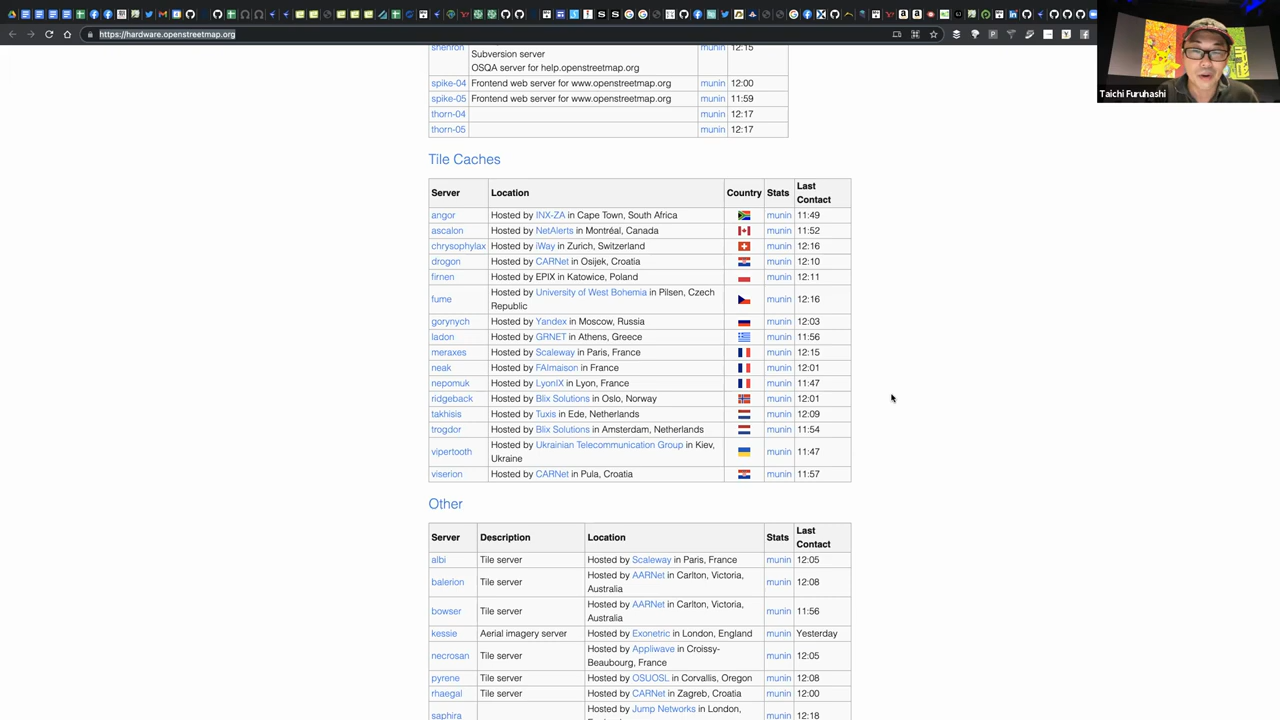 https://hardware.openstreetmap.org
Taichi Furuhashi
shenron munin 12:15
Subversion server
OSQA server for help.openstreetmap.org
spike-04 Frontend web server for www.openstreetmap.org munin 12:00
spike-05 Frontend web server for www.openstreetmap.org munin 11:59
thorn-04 munin 12:17
thorn-05 munin 12:17
Tile Caches
Server Location Country Stats Last
Contact
angor Hosted by INX-ZA in Cape Town, South Africa munin 11:49
ascalon Hosted by NetAlerts in Montréal, Canada munin 11:52
chrysophylax Hosted by iWay in Zurich, Switzerland munin 12:16
drogon Hosted by CARNet in Osijek, Croatia munin 12:10
firnen Hosted by EPIX in Katowice, Poland munin 12:11
fume Hosted by University of West Bohemia in Pilsen, Czech munin 12:16
Republic
gorynych Hosted by Yandex in Moscow, Russia munin 12:03
ladon Hosted by GRNET in Athens, Greece munin 11:56
meraxes Hosted by Scaleway in Paris, France munin 12:15
neak Hosted by FAImaison in France munin 12:01
nepomuk Hosted by LyonIX in Lyon, France munin 11:47
ridgeback Hosted by Blix Solutions in Oslo, Norway munin 12:01
takhisis Hosted by Tuxis in Ede, Netherlands munin 12:09
trogdor Hosted by Blix Solutions in Amsterdam, Netherlands munin 11:54
vipertooth Hosted by Ukrainian Telecommunication Group in Kiev, munin 11:47
Ukraine
viserion Hosted by CARNet in Pula, Croatia munin 11:57
Other
Server Description Location Stats Last
Contact
albi Tile server Hosted by Scaleway in Paris, France munin 12:05
balerion Tile server Hosted by AARNet in Carlton, Victoria, munin 12:08
Australia
bowser Tile server Hosted by AARNet in Carlton, Victoria, munin 11:56
Australia
kessie Aerial imagery server Hosted by Exonetric in London, England munin Yesterday
necrosan Tile server Hosted by Appliwave in Croissy- munin 12:05
Beaubourg, France
pyrene Tile server Hosted by OSUOSL in Corvallis, Oregon munin 12:08
rhaegal Tile server Hosted by CARNet in Zagreb, Croatia munin 12:00
saphira Hosted by Jump Networks in London, munin 12:18